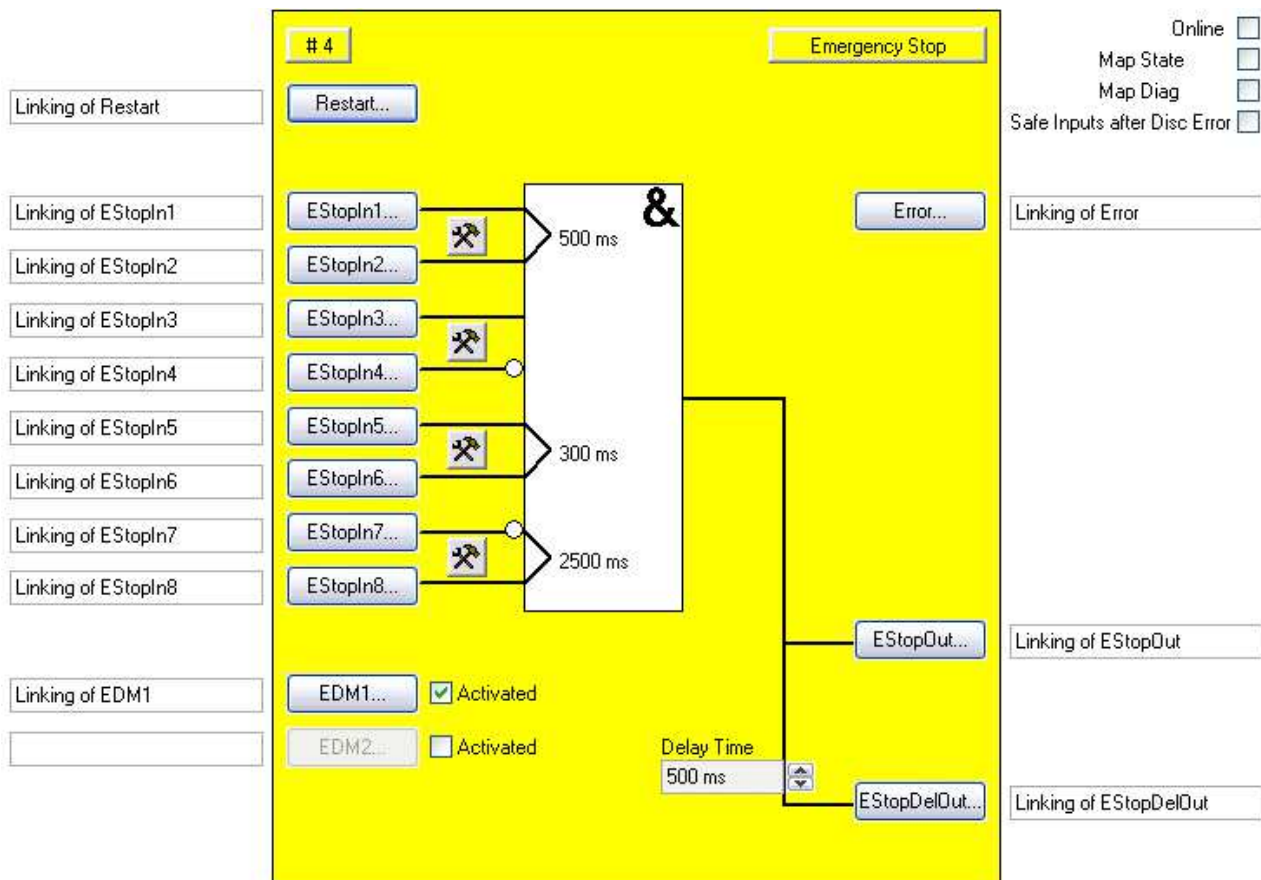 # 4
Emergency Stop
Online
Map State
Map Diag
Safe Inputs after Disc Error
Linking of Restart
Restart...
Linking of EStopIn1
EStopIn1...
&
500 ms
Error...
Linking of Error
Linking of EStopIn2
EStopIn2...
Linking of EStopIn3
EStopIn3...
Linking of EStopIn4
EStopIn4...
Linking of EStopIn5
EStopIn5...
300 ms
Linking of EStopIn6
EStopIn6...
Linking of EStopIn7
EStopIn7...
2500 ms
Linking of EStopIn8
EStopIn8...
EStopOut...
Linking of EStopOut
Linking of EDM1
EDM1...
Activated
EDM2...
Activated
Delay Time
500 ms
EStopDelOut...
Linking of EStopDelOut